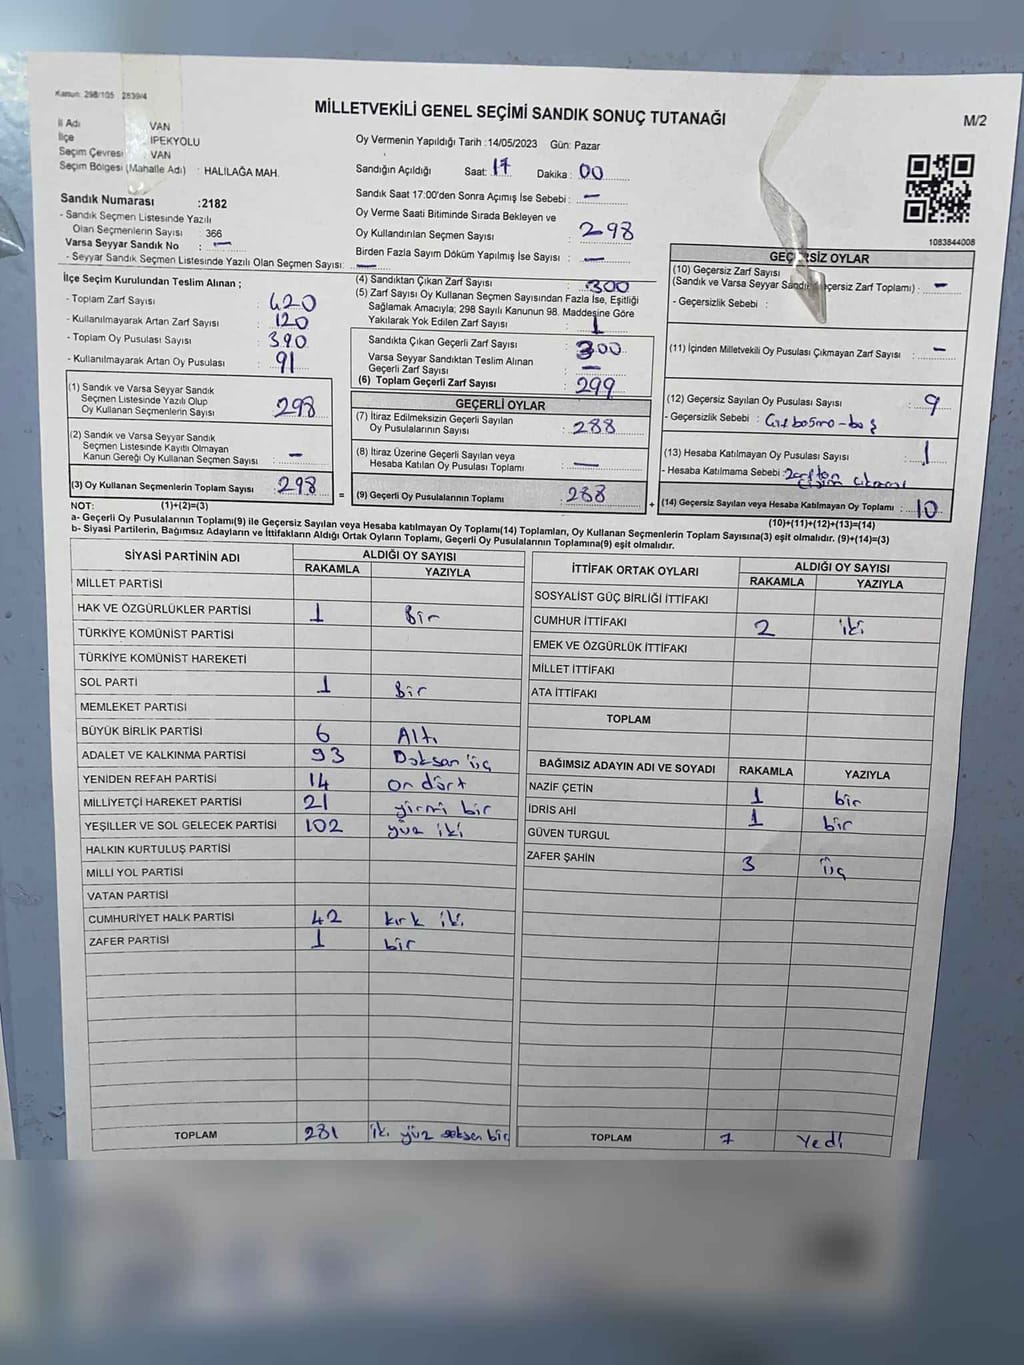 Kanun: 298/105 2839/4
MİLLETVEKİLİ GENEL SEÇİMİ SANDIK SONUÇ TUTANAĞI
M/2
İl Adı VAN
İlçe İPEKYOLU
Seçim Çevresi VAN
Seçim Bölgesi (Mahalle Adı) : HALİLAĞA MAH.
Sandık Numarası :2182
- Sandık Seçmen Listesinde Yazılı
Olan Seçmenlerin Sayısı : 366
Varsa Seyyar Sandık No : —
- Seyyar Sandık Seçmen Listesinde Yazılı Olan Seçmen Sayısı: —
Oy Vermenin Yapıldığı Tarih :14/05/2023 Gün: Pazar
Sandığın Açıldığı Saat: 17 Dakika: 00
Sandık Saat 17:00'den Sonra Açımış İse Sebebi : —
Oy Verme Saati Bitiminde Sırada Bekleyen ve
Oy Kullandırılan Seçmen Sayısı : 298
Birden Fazla Sayım Döküm Yapılmış İse Sayısı : —
1083844008
İlçe Seçim Kurulundan Teslim Alınan ;
- Toplam Zarf Sayısı : 420
- Kullanılmayarak Artan Zarf Sayısı : 120
- Toplam Oy Pusulası Sayısı : 390
- Kullanılmayarak Artan Oy Pusulası : 91
(1) Sandık ve Varsa Seyyar Sandık
Seçmen Listesinde Yazılı Olup
Oy Kullanan Seçmenlerin Sayısı : 298
(2) Sandık ve Varsa Seyyar Sandık
Seçmen Listesinde Kayıtlı Olmayan
Kanun Gereği Oy Kullanan Seçmen Sayısı : —
(3) Oy Kullanan Seçmenlerin Toplam Sayısı : 298
(1)+(2)=(3)
(4) Sandıktan Çıkan Zarf Sayısı : 300
(5) Zarf Sayısı Oy Kullanan Seçmen Sayısından Fazla İse, Eşitliği
Sağlamak Amacıyla; 298 Sayılı Kanunun 98. Maddesine Göre
Yakılarak Yok Edilen Zarf Sayısı : 1
Sandıkta Çıkan Geçerli Zarf Sayısı : 300
Varsa Seyyar Sandıktan Teslim Alınan
Geçerli Zarf Sayısı : —
(6) Toplam Geçerli Zarf Sayısı : 299
GEÇERLİ OYLAR
(7) İtiraz Edilmeksizin Geçerli Sayılan
Oy Pusulalarının Sayısı : 288
(8) İtiraz Üzerine Geçerli Sayılan veya
Hesaba Katılan Oy Pusulası Toplamı : —
= (9) Geçerli Oy Pusulalarının Toplamı : 288 +
GEÇERSİZ OYLAR
(10) Geçersiz Zarf Sayısı
(Sandık ve Varsa Seyyar Sandık Geçersiz Zarf Toplamı) : —
- Geçersizlik Sebebi :
(11) İçinden Milletvekili Oy Pusulası Çıkmayan Zarf Sayısı : —
(12) Geçersiz Sayılan Oy Pusulası Sayısı : 9
- Geçersizlik Sebebi :
(13) Hesaba Katılmayan Oy Pusulası Sayısı : 1
- Hesaba Katılmama Sebebi : zarftan
çıkması
(14) Geçersiz Sayılan veya Hesaba Katılmayan Oy Toplamı : 10
(10)+(11)+(12)+(13)=(14)
NOT:
a- Geçerli Oy Pusulalarının Toplamı(9) ile Geçersiz Sayılan veya Hesaba katılmayan Oy Toplamı(14) Toplamları, Oy Kullanan Seçmenlerin Toplam Sayısına(3) eşit olmalıdır. (9)+(14)=(3)
b- Siyasi Partilerin, Bağımsız Adayların ve İttifakların Aldığı Ortak Oyların Toplamı, Geçerli Oy Pusulalarının Toplamına(9) eşit olmalıdır.
SİYASİ PARTİNİN ADI ALDIĞI OY SAYISI
RAKAMLA YAZIYLA
MİLLET PARTİSİ
HAK VE ÖZGÜRLÜKLER PARTİSİ 1 Bir
TÜRKİYE KOMÜNİST PARTİSİ
TÜRKİYE KOMÜNİST HAREKETİ
SOL PARTİ 1 Bir
MEMLEKET PARTİSİ
BÜYÜK BİRLİK PARTİSİ 6 Altı
ADALET VE KALKINMA PARTİSİ 93 Doksan üç
YENİDEN REFAH PARTİSİ 14 on dört
MİLLİYETÇİ HAREKET PARTİSİ 21 yirmi bir
YEŞİLLER VE SOL GELECEK PARTİSİ 102 yüz iki
HALKIN KURTULUŞ PARTİSİ
MİLLİ YOL PARTİSİ
VATAN PARTİSİ
CUMHURİYET HALK PARTİSİ 42 kırk iki
ZAFER PARTİSİ 1 bir
TOPLAM 281 iki yüz seksen bir
İTTİFAK ORTAK OYLARI ALDIĞI OY SAYISI
RAKAMLA YAZIYLA
SOSYALİST GÜÇ BİRLİĞİ İTTİFAKI
CUMHUR İTTİFAKI 2 iki
EMEK VE ÖZGÜRLÜK İTTİFAKI
MİLLET İTTİFAKI
ATA İTTİFAKI
TOPLAM
BAĞIMSIZ ADAYIN ADI VE SOYADI RAKAMLA YAZIYLA
NAZİF ÇETİN 1 bir
İDRİS AHİ 1 bir
GÜVEN TURGUL
ZAFER ŞAHİN 3 üç
TOPLAM 7 Yedi